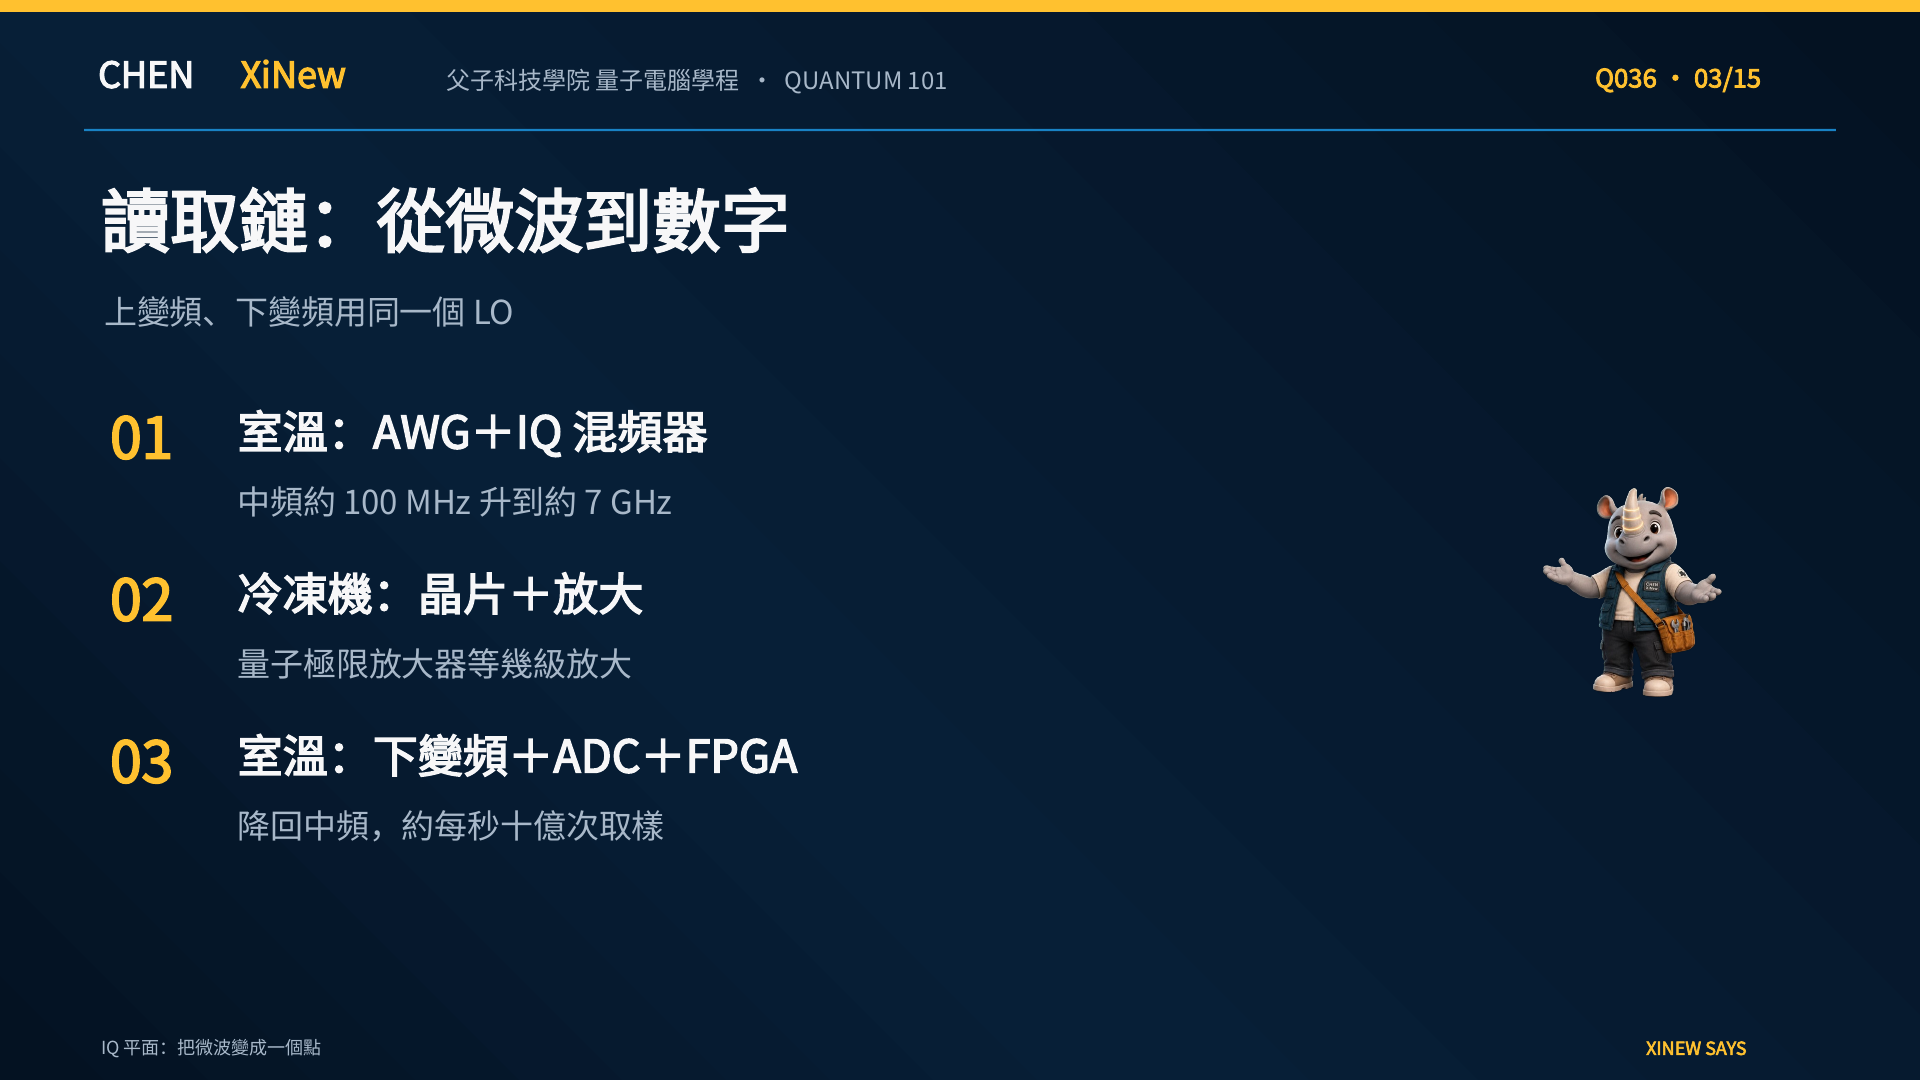 CHEN XiNew 父子科技學院 量子電腦學程 · QUANTUM 101 Q036 · 03/15
讀取鏈：從微波到數字
上變頻、下變頻用同一個 LO
01 室溫：AWG＋IQ 混頻器
中頻約 100 MHz 升到約 7 GHz
02 冷凍機：晶片＋放大
量子極限放大器等幾級放大
03 室溫：下變頻＋ADC＋FPGA
降回中頻，約每秒十億次取樣
IQ 平面：把微波變成一個點 XINEW SAYS